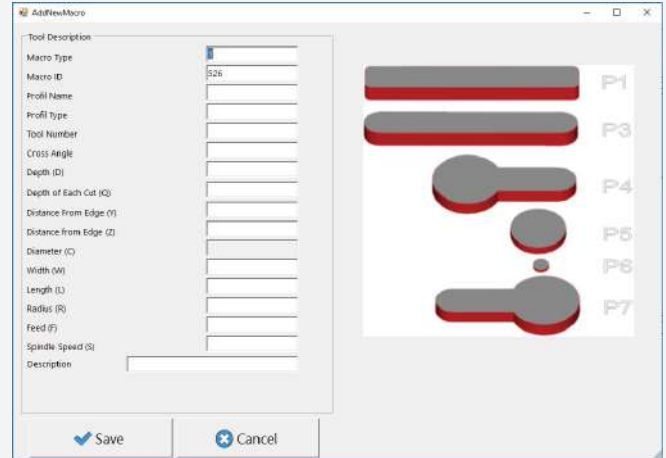 AddNewMacro
Tool Description
Macro Type
Macro ID 526
Profil Name
Profil Type
Tool Number
Cross Angle
Depth (D)
Depth of Each Cut (Q)
Distance From Edge (Y)
Distance from Edge (Z)
Diameter (C)
Width (W)
Length (L)
Radius (R)
Feed (F)
Spindle Speed (S)
Description
Save
Cancel
P1
P3
P4
P5
P6
P7